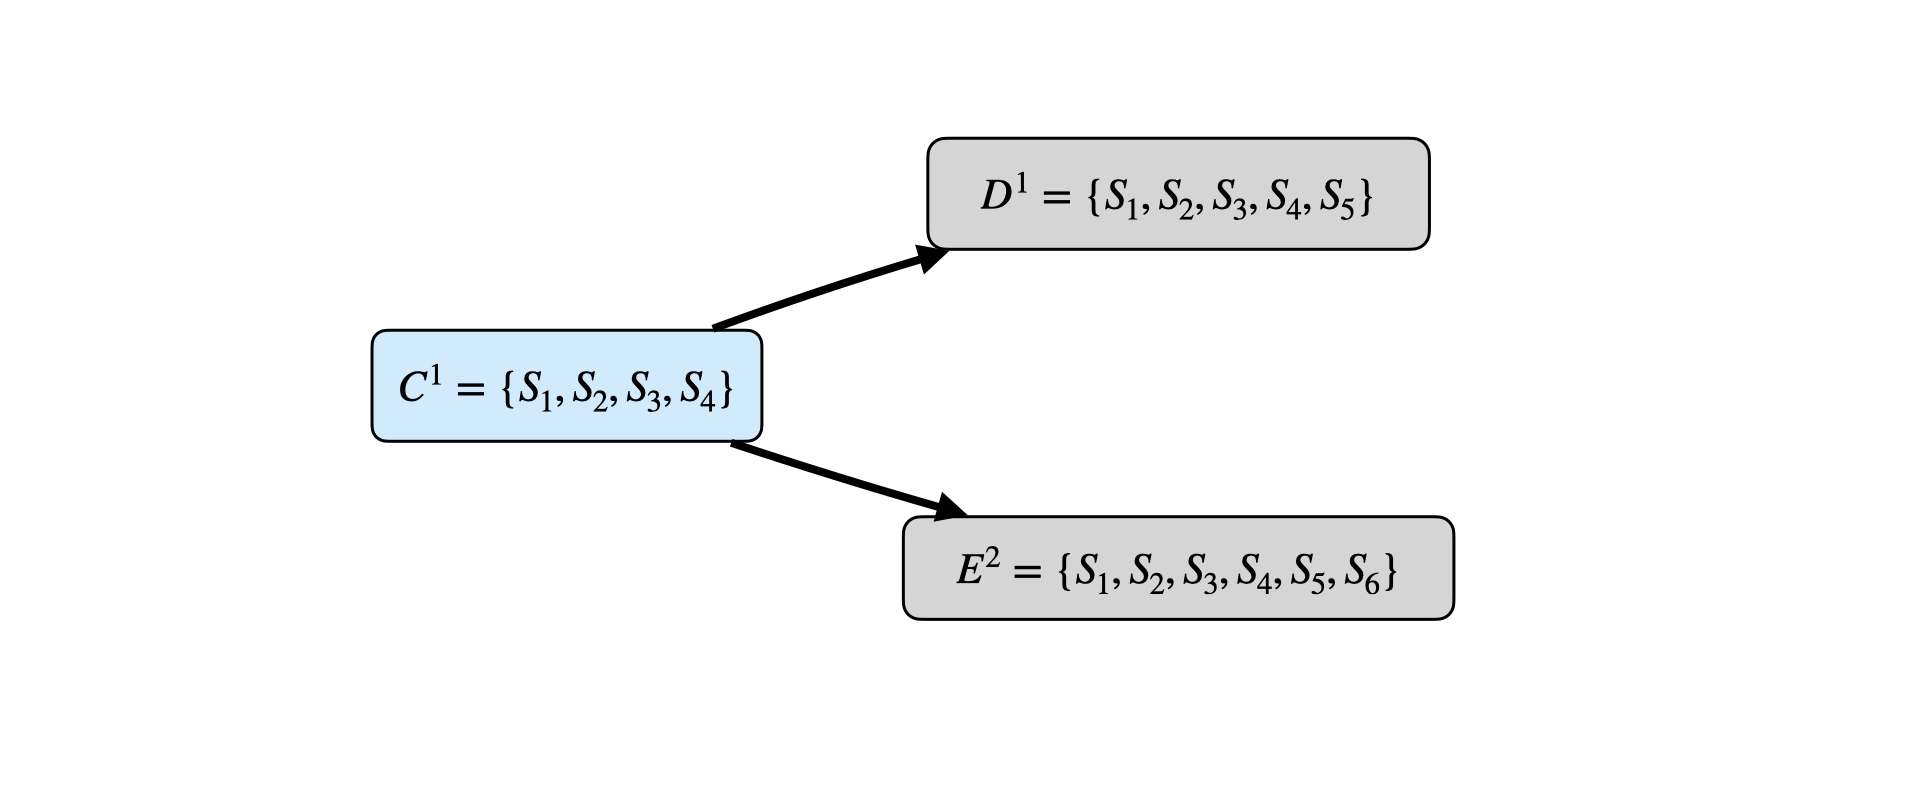 D¹ = {S₁, S₂, S₃, S₄, S₅}
C¹ = {S₁, S₂, S₃, S₄}
E² = {S₁, S₂, S₃, S₄, S₅, S₆}